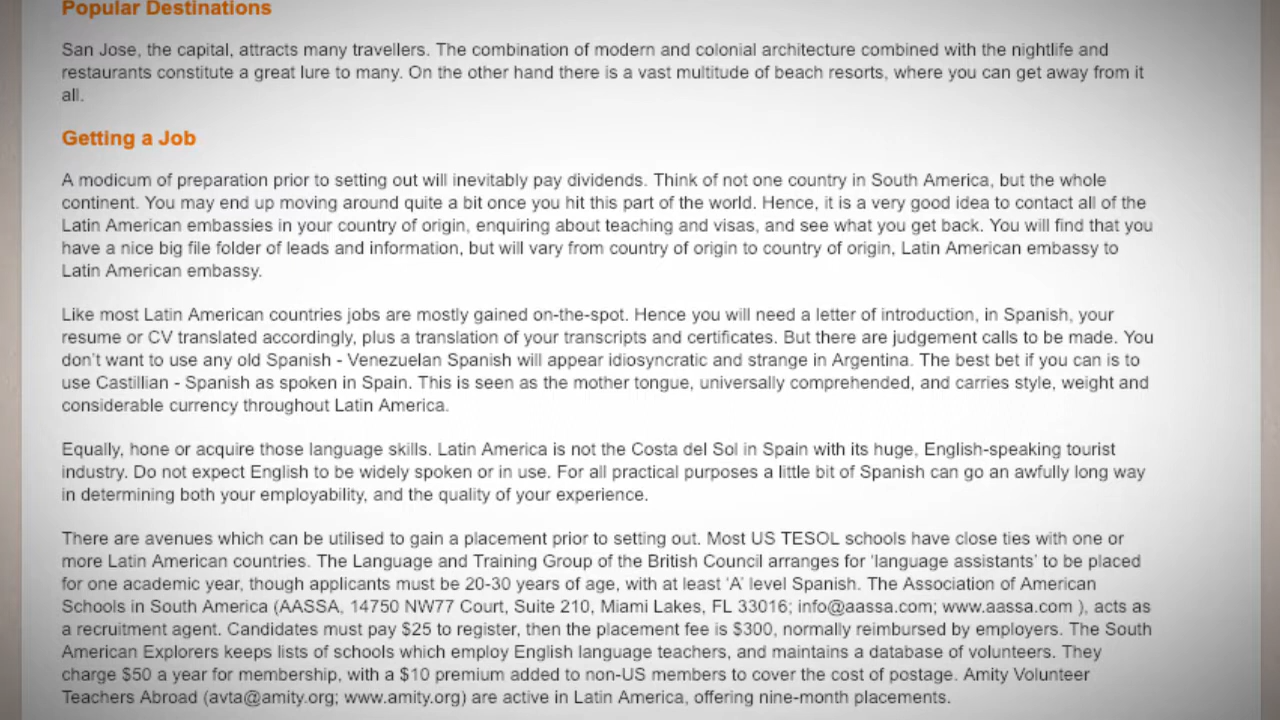 Popular Destinations
San Jose, the capital, attracts many travellers. The combination of modern and colonial architecture combined with the nightlife and
restaurants constitute a great lure to many. On the other hand there is a vast multitude of beach resorts, where you can get away from it
all.
Getting a Job
A modicum of preparation prior to setting out will inevitably pay dividends. Think of not one country in South America, but the whole
continent. You may end up moving around quite a bit once you hit this part of the world. Hence, it is a very good idea to contact all of the
Latin American embassies in your country of origin, enquiring about teaching and visas, and see what you get back. You will find that you
have a nice big file folder of leads and information, but will vary from country of origin to country of origin, Latin American embassy to
Latin American embassy.
Like most Latin American countries jobs are mostly gained on-the-spot. Hence you will need a letter of introduction, in Spanish, your
resume or CV translated accordingly, plus a translation of your transcripts and certificates. But there are judgement calls to be made. You
don't want to use any old Spanish - Venezuelan Spanish will appear idiosyncratic and strange in Argentina. The best bet if you can is to
use Castillian - Spanish as spoken in Spain. This is seen as the mother tongue, universally comprehended, and carries style, weight and
considerable currency throughout Latin America.
Equally, hone or acquire those language skills. Latin America is not the Costa del Sol in Spain with its huge, English-speaking tourist
industry. Do not expect English to be widely spoken or in use. For all practical purposes a little bit of Spanish can go an awfully long way
in determining both your employability, and the quality of your experience.
There are avenues which can be utilised to gain a placement prior to setting out. Most US TESOL schools have close ties with one or
more Latin American countries. The Language and Training Group of the British Council arranges for 'language assistants' to be placed
for one academic year, though applicants must be 20-30 years of age, with at least 'A' level Spanish. The Association of American
Schools in South America (AASSA, 14750 NW77 Court, Suite 210, Miami Lakes, FL 33016; info@aassa.com; www.aassa.com ), acts as
a recruitment agent. Candidates must pay $25 to register, then the placement fee is $300, normally reimbursed by employers. The South
American Explorers keeps lists of schools which employ English language teachers, and maintains a database of volunteers. They
charge $50 a year for membership, with a $10 premium added to non-US members to cover the cost of postage. Amity Volunteer
Teachers Abroad (avta@amity.org; www.amity.org) are active in Latin America, offering nine-month placements.